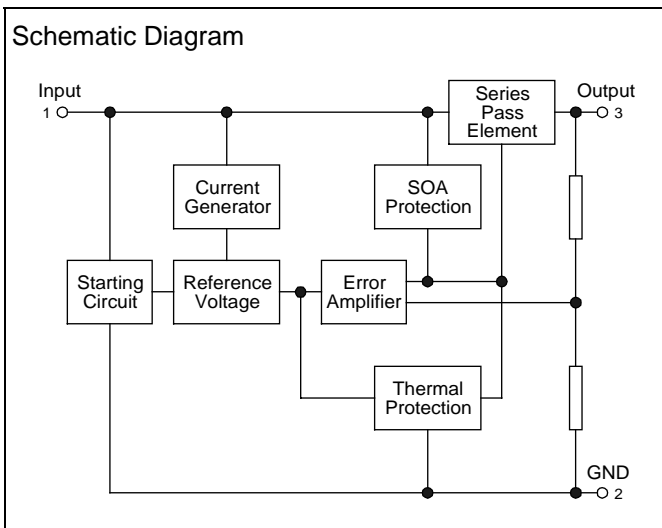 Schematic Diagram
Input
1
Output
3
Series
Pass
Element
Current
Generator
SOA
Protection
Starting
Circuit
Reference
Voltage
Error
Amplifier
Thermal
Protection
GND
2